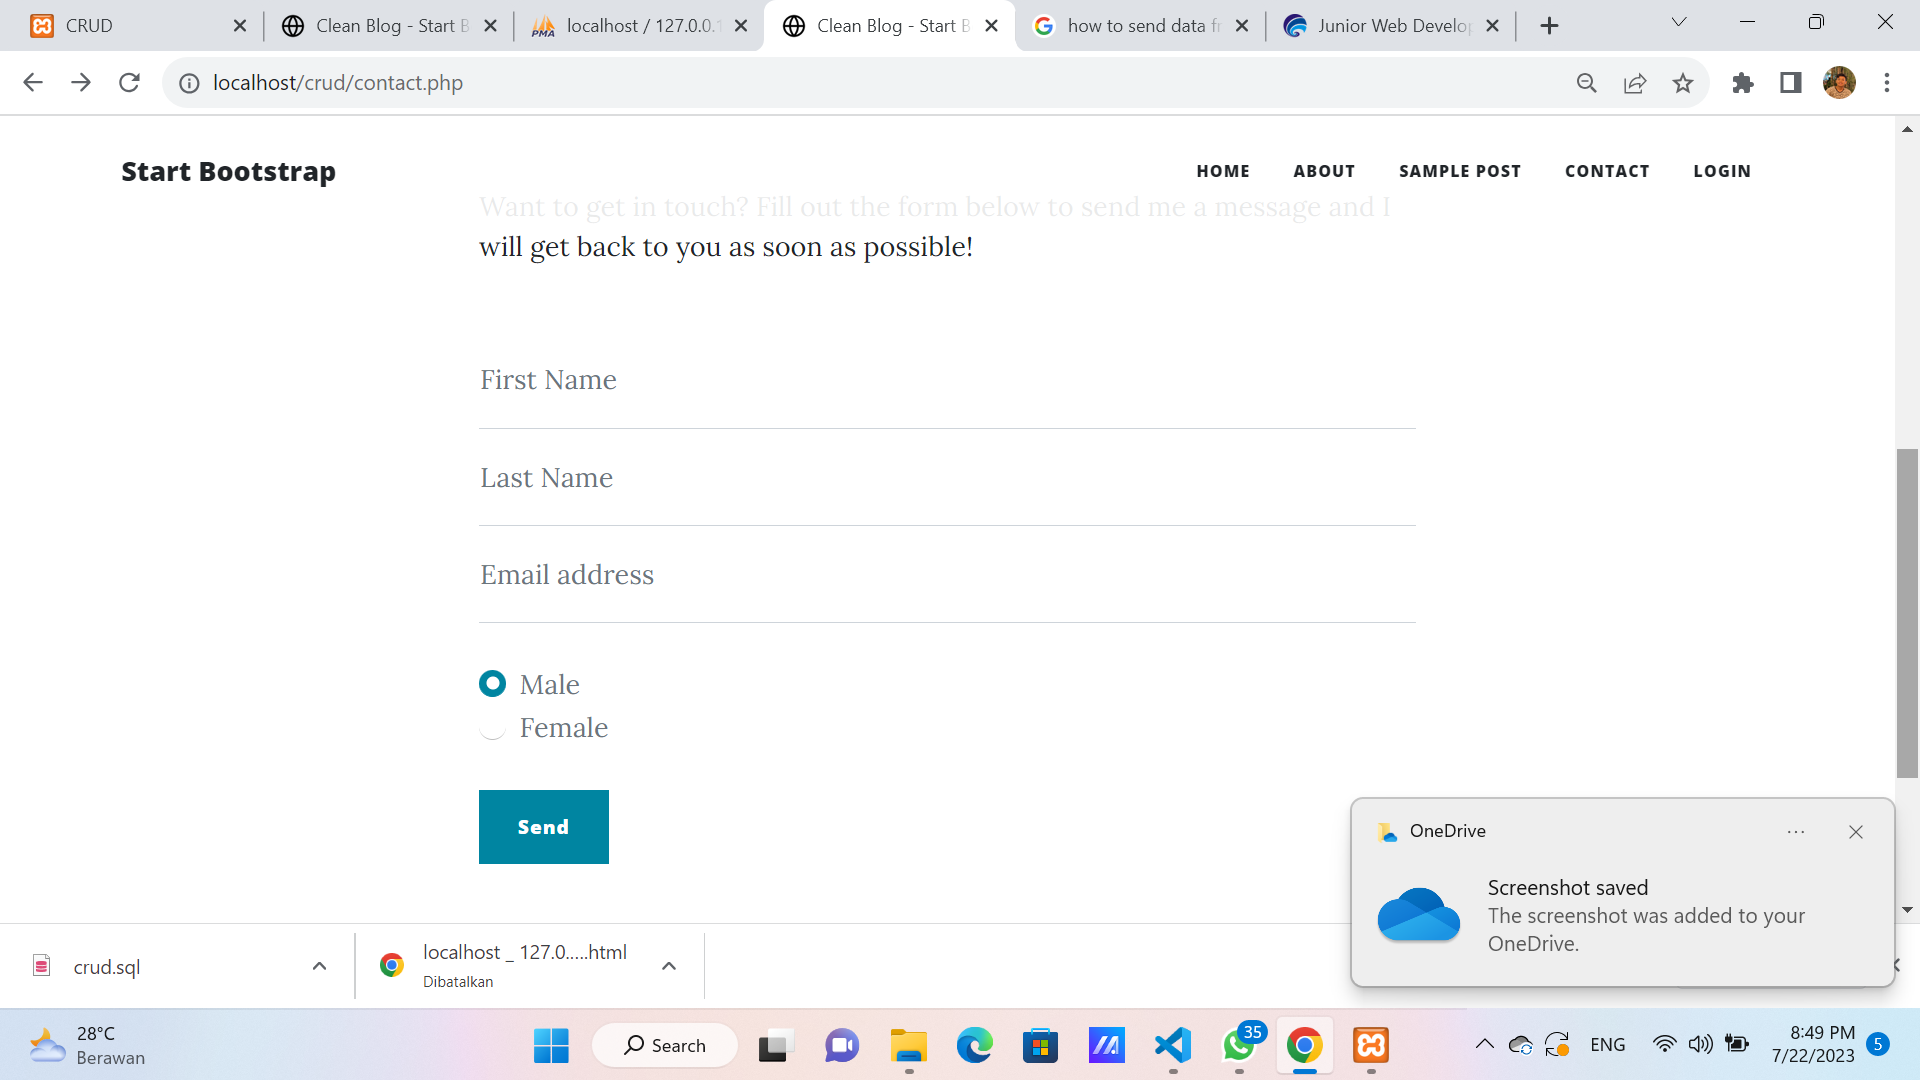 CRUD
Clean Blog - Start B
localhost / 127.0.0.1
Clean Blog - Start B
how to send data fr
Junior Web Develop
localhost/crud/contact.php
Start Bootstrap
HOME
ABOUT
SAMPLE POST
CONTACT
LOGIN
Want to get in touch? Fill out the form below to send me a message and I
will get back to you as soon as possible!
First Name
Last Name
Email address
Male
Female
Send
OneDrive
Screenshot saved
The screenshot was added to your
OneDrive.
crud.sql
localhost _ 127.0.....html
Dibatalkan
28°C
Berawan
Search
35
ENG
8:49 PM
7/22/2023
5